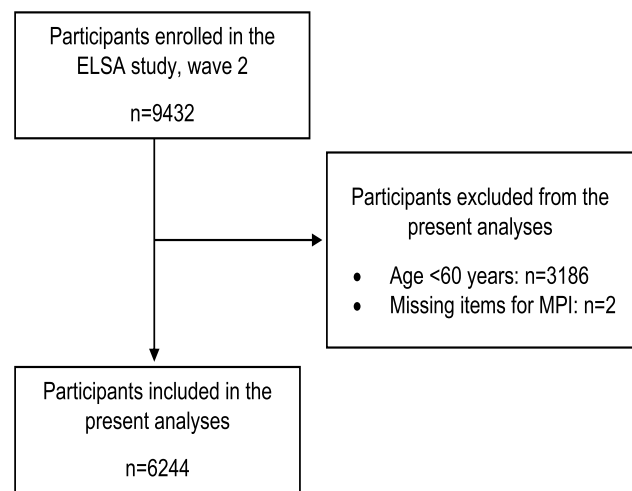 Participants enrolled in the
ELSA study, wave 2
n=9432
Participants excluded from the
present analyses
• Age <60 years: n=3186
• Missing items for MPI: n=2
Participants included in the
present analyses
n=6244